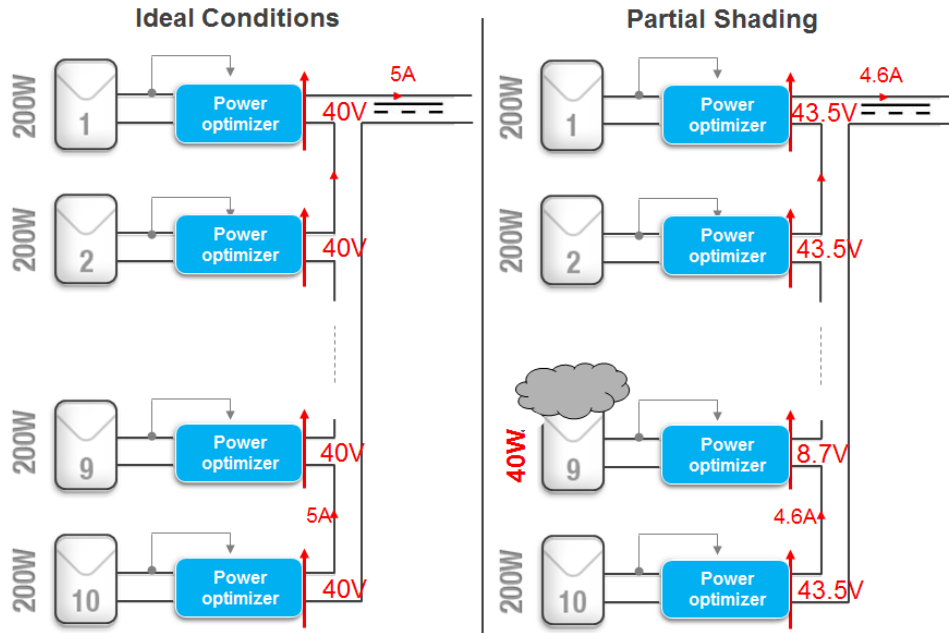 Ideal Conditions
200W
1
Power
optimizer
40V
5A
200W
2
Power
optimizer
40V
200W
9
Power
optimizer
40V
5A
200W
10
Power
optimizer
40V
Partial Shading
200W
1
Power
optimizer
43.5V
4.6A
200W
2
Power
optimizer
43.5V
40W
9
Power
optimizer
8.7V
4.6A
200W
10
Power
optimizer
43.5V